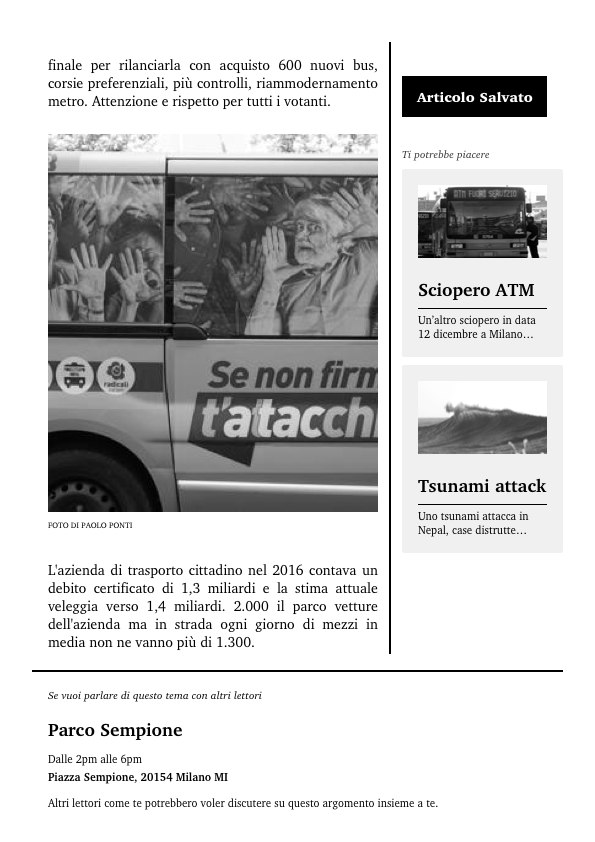 finale per rilanciarla con acquisto 600 nuovi bus,
corsie preferenziali, più controlli, riammodernamento
metro. Attenzione e rispetto per tutti i votanti.
radicali
Se non firm
t'atacchi
FOTO DI PAOLO PONTI
L'azienda di trasporto cittadino nel 2016 contava un
debito certificato di 1,3 miliardi e la stima attuale
veleggia verso 1,4 miliardi. 2.000 il parco vetture
dell'azienda ma in strada ogni giorno di mezzi in
media non ne vanno più di 1.300.
Articolo Salvato
Ti potrebbe piacere
ATM FUORI SERVIZIO
Sciopero ATM
Un'altro sciopero in data
12 dicembre a Milano...
Tsunami attack
Uno tsunami attacca in
Nepal, case distrutte...
Se vuoi parlare di questo tema con altri lettori
Parco Sempione
Dalle 2pm alle 6pm
Piazza Sempione, 20154 Milano MI
Altri lettori come te potrebbero voler discutere su questo argomento insieme a te.